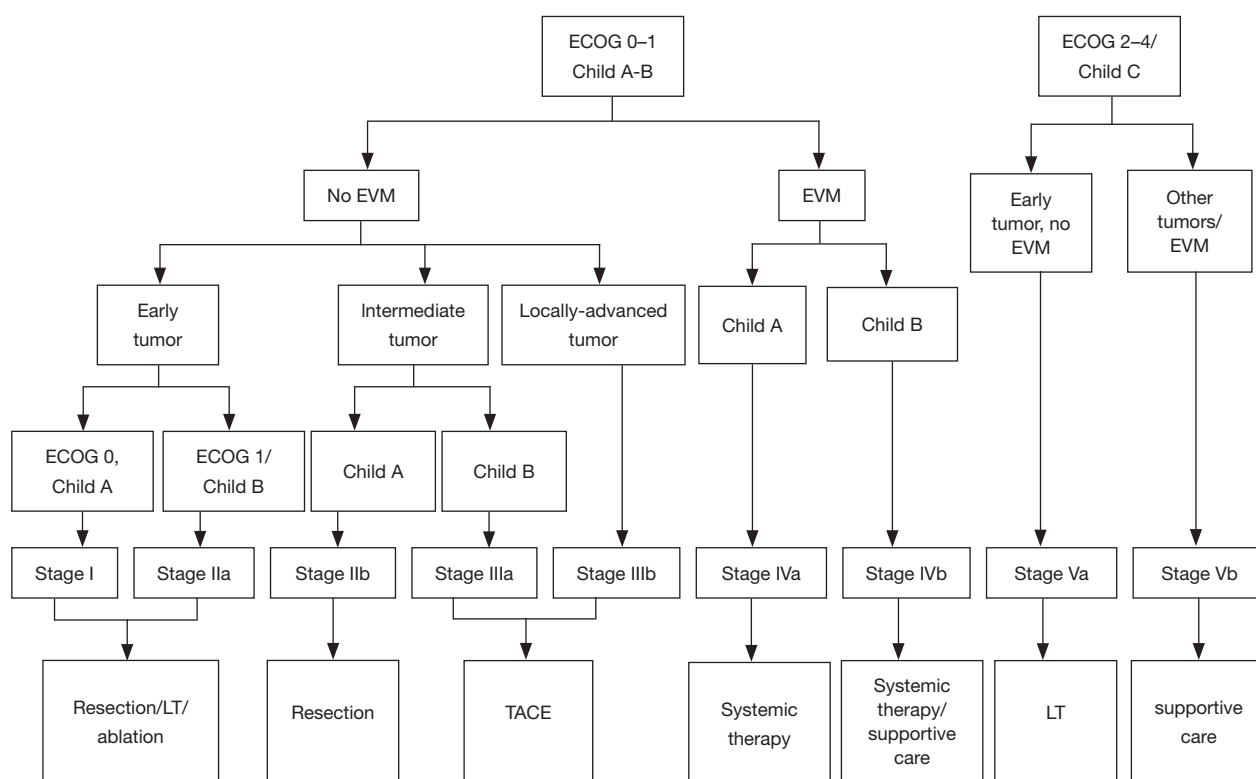 ECOG 0–1
Child A-B
ECOG 2–4/
Child C
No EVM
EVM
Early
tumor, no
EVM
Other
tumors/
EVM
Early
tumor
Intermediate
tumor
Locally-advanced
tumor
Child A
Child B
ECOG 0,
Child A
ECOG 1/
Child B
Child A
Child B
Stage I
Stage IIa
Stage IIb
Stage IIIa
Stage IIIb
Stage IVa
Stage IVb
Stage Va
Stage Vb
Resection/LT/
ablation
Resection
TACE
Systemic
therapy
Systemic
therapy/
supportive
care
LT
supportive
care